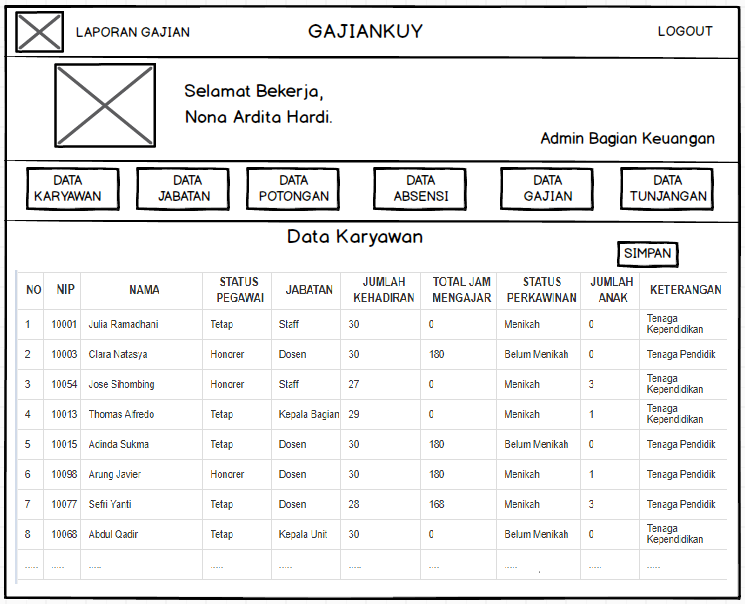 LAPORAN GAJIAN GAJIANKUY LOGOUT
Selamat Bekerja,
Nona Ardita Hardi.
Admin Bagian Keuangan
DATA KARYAWAN DATA JABATAN DATA POTONGAN DATA ABSENSI DATA GAJIAN DATA TUNJANGAN
Data Karyawan
SIMPAN
NO NIP NAMA STATUS PEGAWAI JABATAN JUMLAH KEHADIRAN TOTAL JAM MENGAJAR STATUS PERKAWINAN JUMLAH ANAK KETERANGAN
1 10001 Julia Ramadhani Tetap Staff 30 0 Menikah 0 Tenaga Kependidikan
2 10003 Clara Natasya Honorer Dosen 30 180 Belum Menikah 0 Tenaga Pendidik
3 10054 Jose Sihombing Honorer Staff 27 0 Menikah 3 Tenaga Kependidikan
4 10013 Thomas Alfredo Tetap Kepala Bagian 29 0 Menikah 1 Tenaga Kependidikan
5 10015 Adinda Sukma Tetap Dosen 30 180 Belum Menikah 0 Tenaga Pendidik
6 10098 Arung Javier Honorer Dosen 30 180 Menikah 1 Tenaga Pendidik
7 10077 Sefri Yanti Tetap Dosen 28 168 Menikah 3 Tenaga Pendidik
8 10068 Abdul Qadir Tetap Kepala Unit 30 0 Belum Menikah 0 Tenaga Kependidikan
..... ..... ..... ..... ..... ..... .... ..... ..... .....